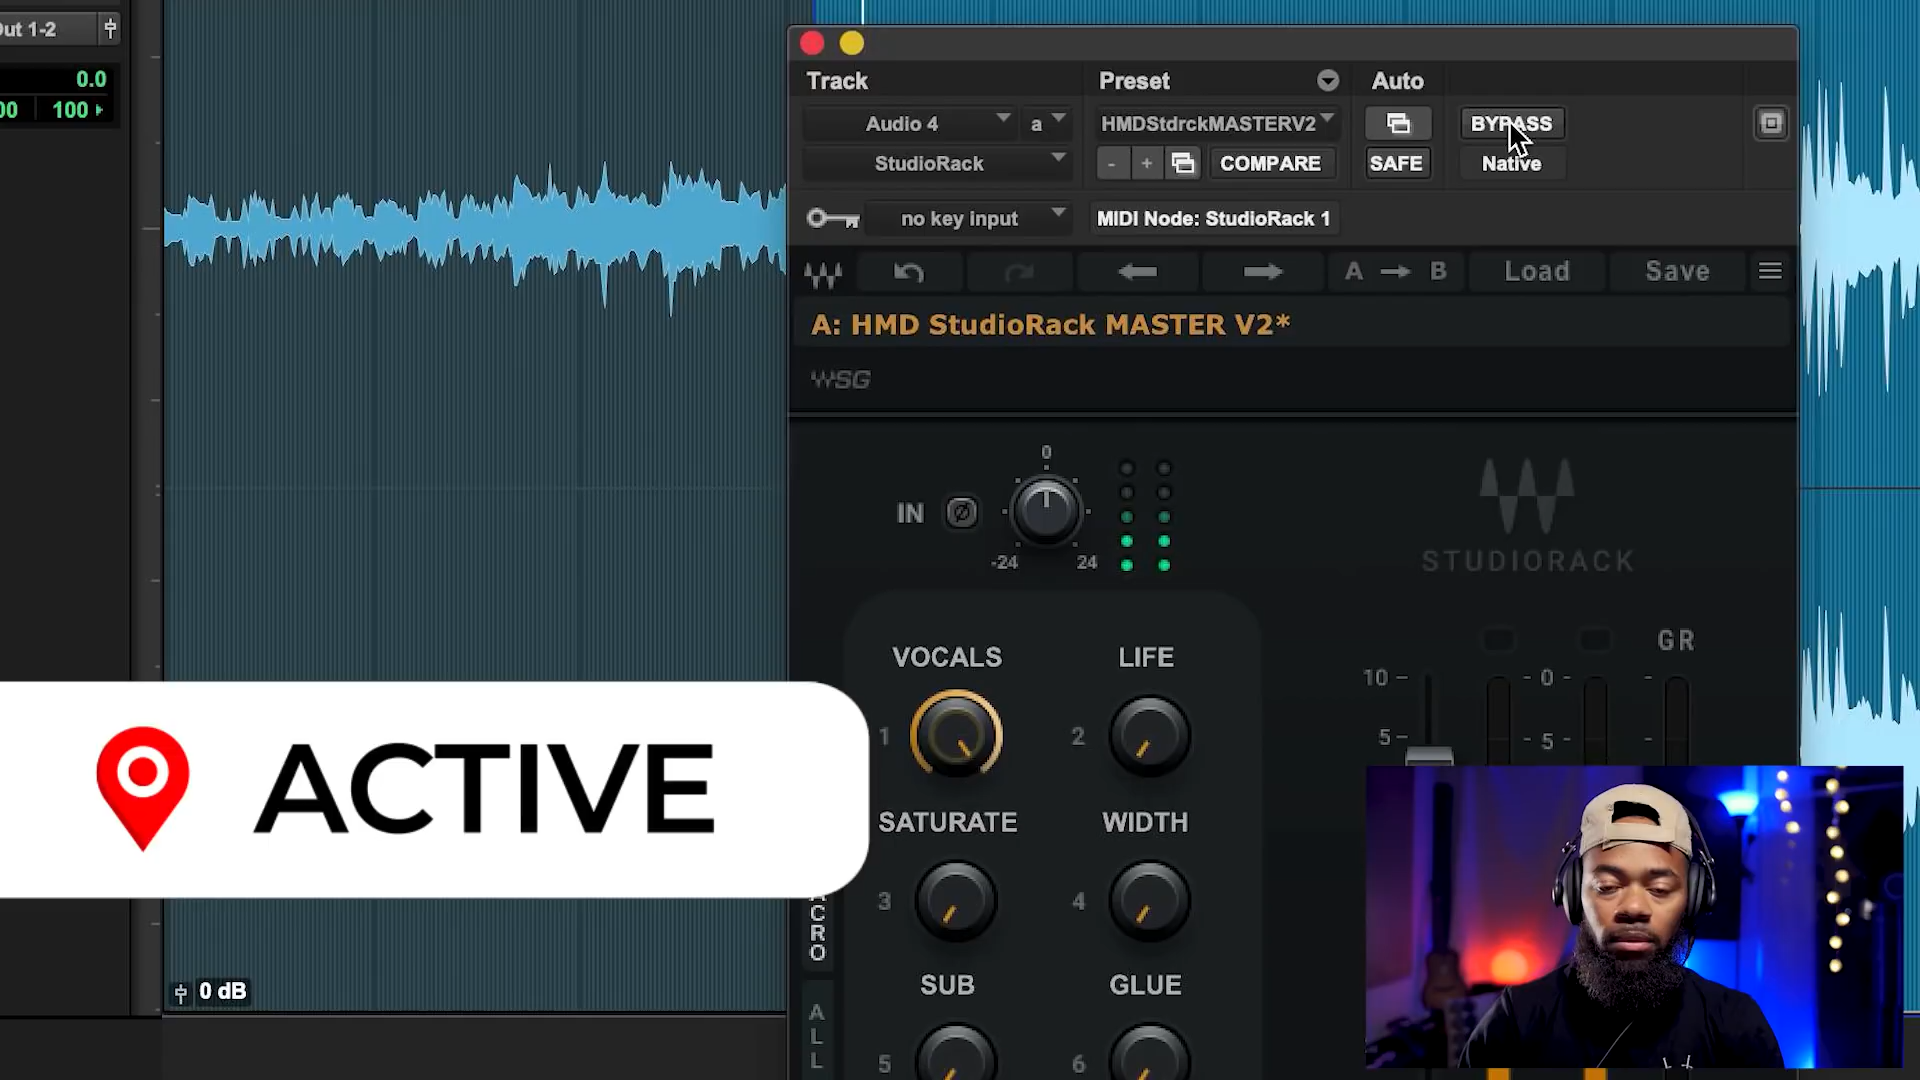 Out 1-2
0.0
00 100
Track Preset Auto
Audio 4 a HMDStdrckMASTERV2 BYPASS
StudioRack - + COMPARE SAFE Native
no key input MIDI Node: StudioRack 1
A B Load Save
A: HMD StudioRack MASTER V2*
WSG
0
IN
-24 24
STUDIORACK
VOCALS LIFE
GR
10 0
1 2 5 5
ACTIVE
SATURATE WIDTH
3 4
ACRO
SUB GLUE
0 dB
ALL
5 6